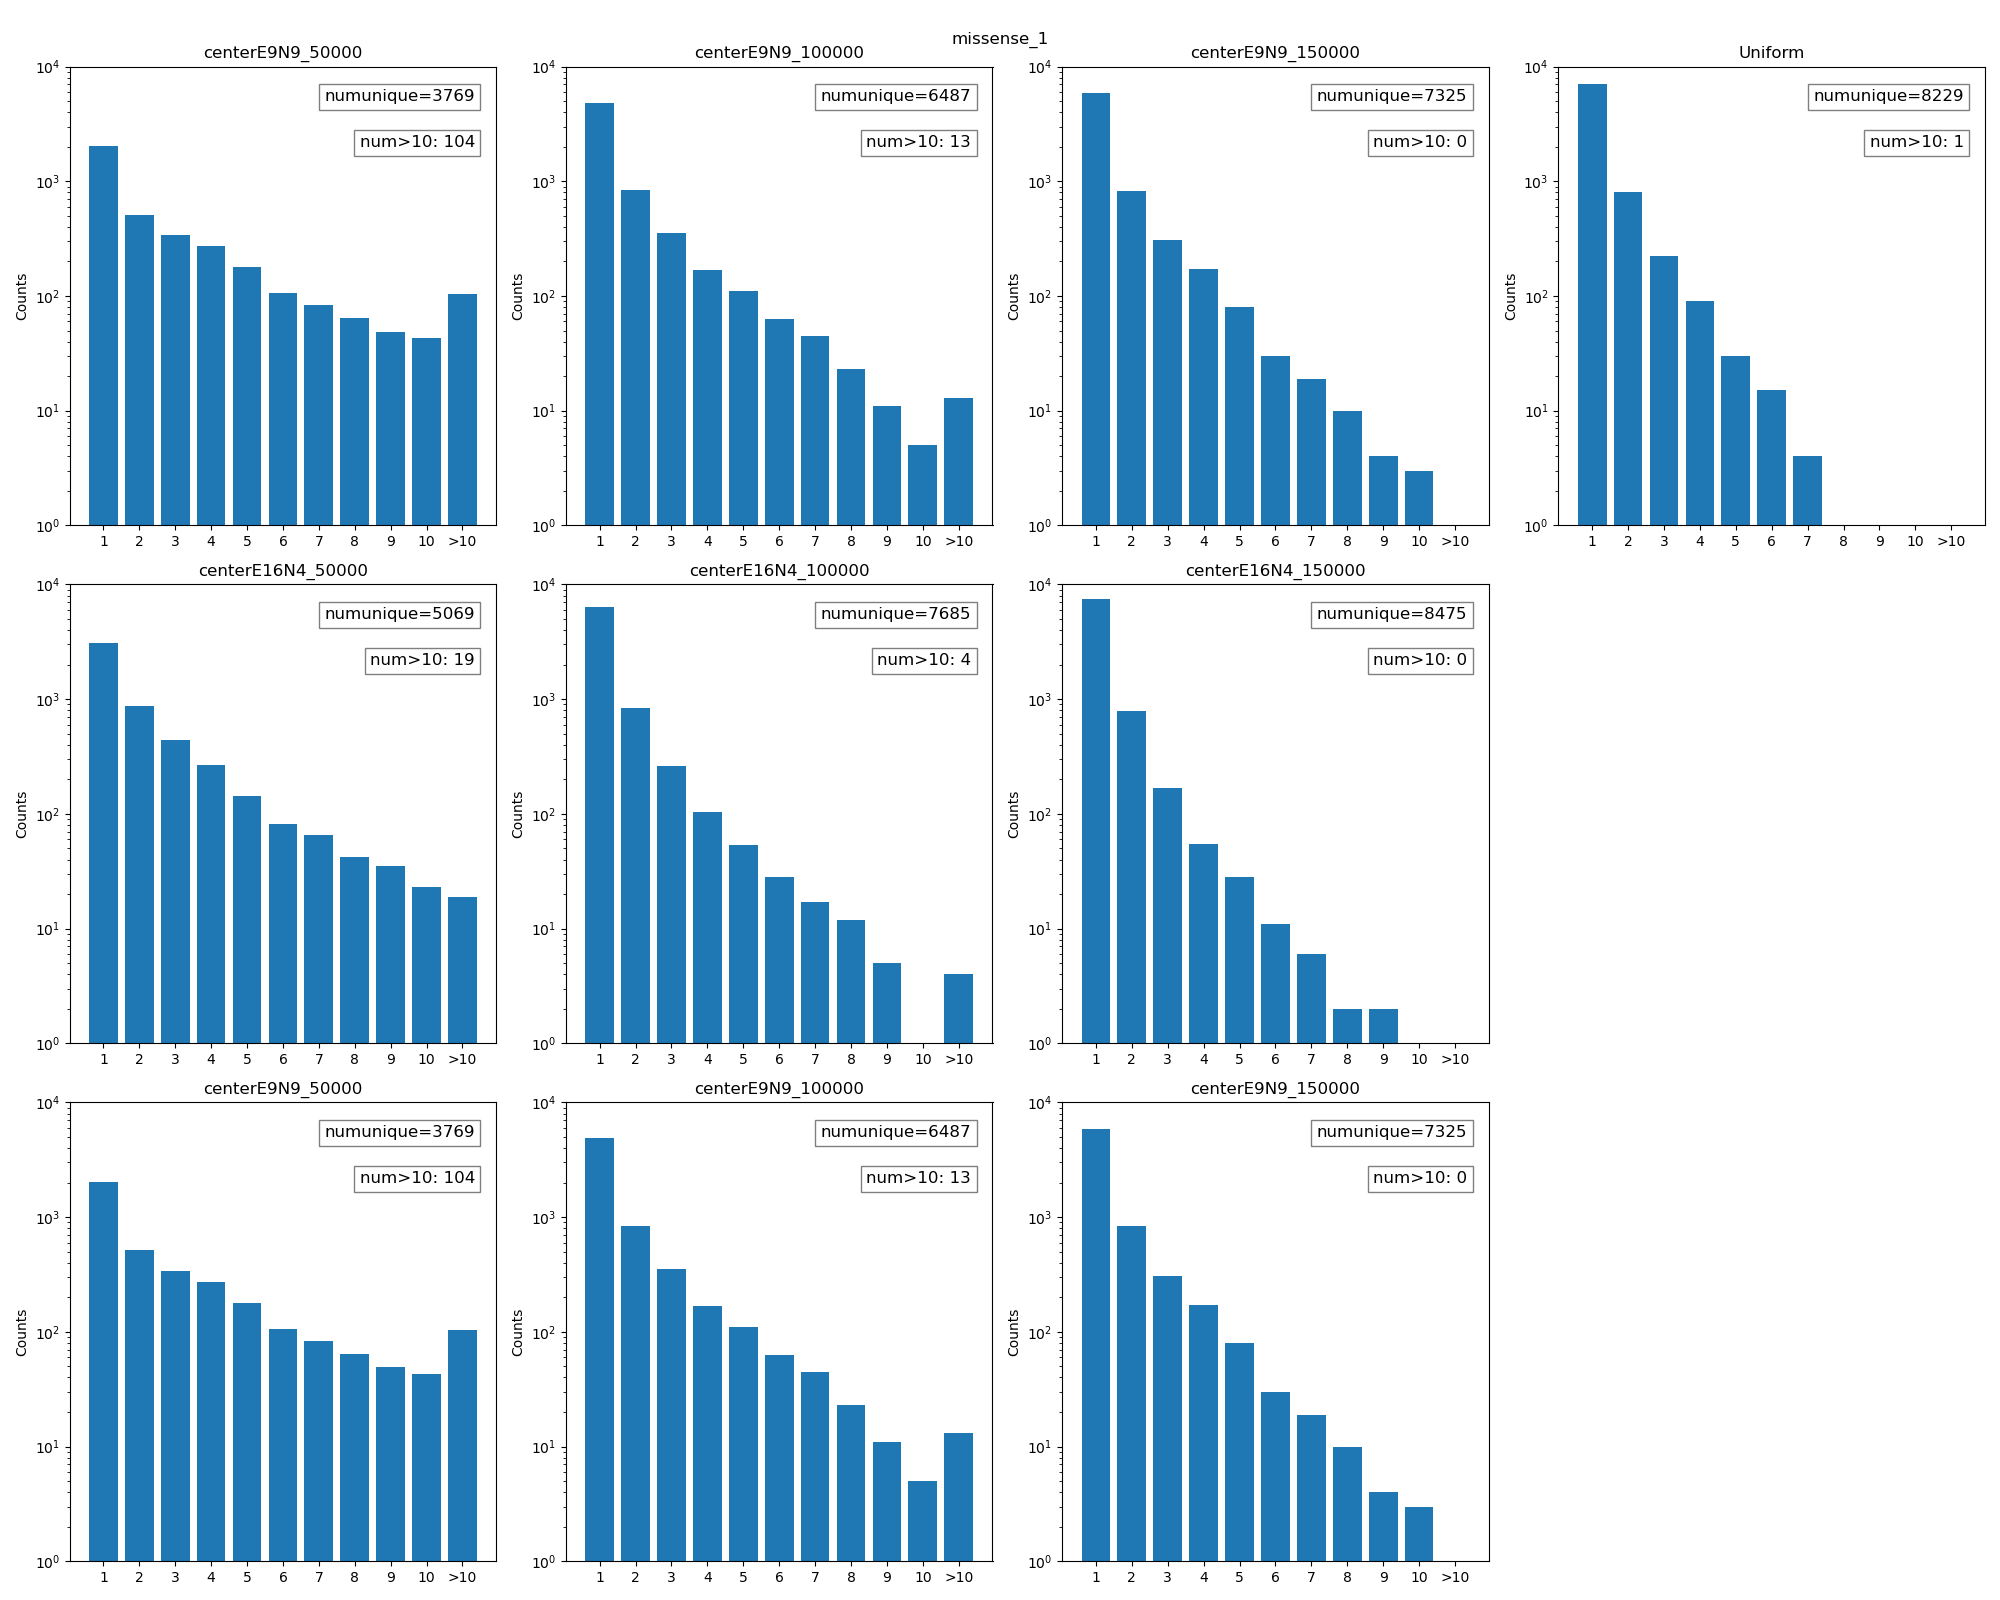 missense_1
centerE9N9_50000
numunique=3769
num>10: 104
Counts
10^4
10^3
10^2
10^1
10^0
1 2 3 4 5 6 7 8 9 10 >10
centerE9N9_100000
numunique=6487
num>10: 13
Counts
10^4
10^3
10^2
10^1
10^0
1 2 3 4 5 6 7 8 9 10 >10
centerE9N9_150000
numunique=7325
num>10: 0
Counts
10^4
10^3
10^2
10^1
10^0
1 2 3 4 5 6 7 8 9 10 >10
Uniform
numunique=8229
num>10: 1
Counts
10^4
10^3
10^2
10^1
10^0
1 2 3 4 5 6 7 8 9 10 >10
centerE16N4_50000
numunique=5069
num>10: 19
Counts
10^4
10^3
10^2
10^1
10^0
1 2 3 4 5 6 7 8 9 10 >10
centerE16N4_100000
numunique=7685
num>10: 4
Counts
10^4
10^3
10^2
10^1
10^0
1 2 3 4 5 6 7 8 9 10 >10
centerE16N4_150000
numunique=8475
num>10: 0
Counts
10^4
10^3
10^2
10^1
10^0
1 2 3 4 5 6 7 8 9 10 >10
centerE9N9_50000
numunique=3769
num>10: 104
Counts
10^4
10^3
10^2
10^1
10^0
1 2 3 4 5 6 7 8 9 10 >10
centerE9N9_100000
numunique=6487
num>10: 13
Counts
10^4
10^3
10^2
10^1
10^0
1 2 3 4 5 6 7 8 9 10 >10
centerE9N9_150000
numunique=7325
num>10: 0
Counts
10^4
10^3
10^2
10^1
10^0
1 2 3 4 5 6 7 8 9 10 >10